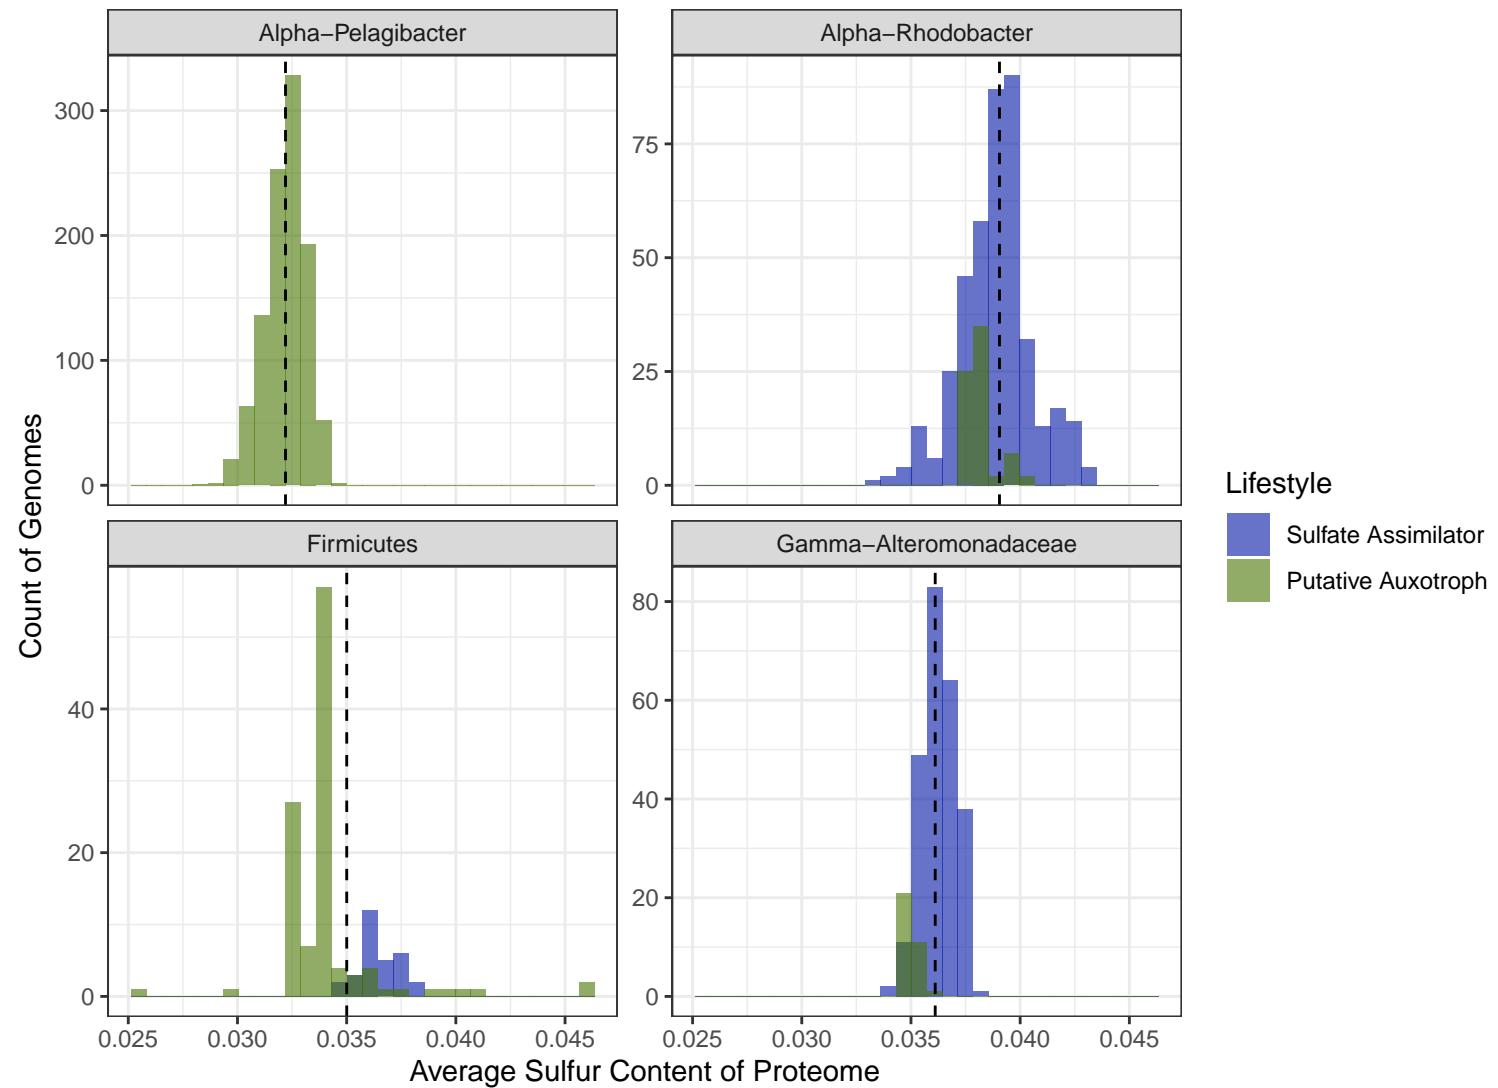 Alpha−Pelagibacter
Alpha−Rhodobacter
300
200
100
0
75
50
25
0
Firmicutes
Gamma−Alteromonadaceae
40
20
0
80
60
40
20
0
0.025 0.030 0.035 0.040 0.045
0.025 0.030 0.035 0.040 0.045
Average Sulfur Content of Proteome
Count of Genomes
Lifestyle
Sulfate Assimilator
Putative Auxotroph